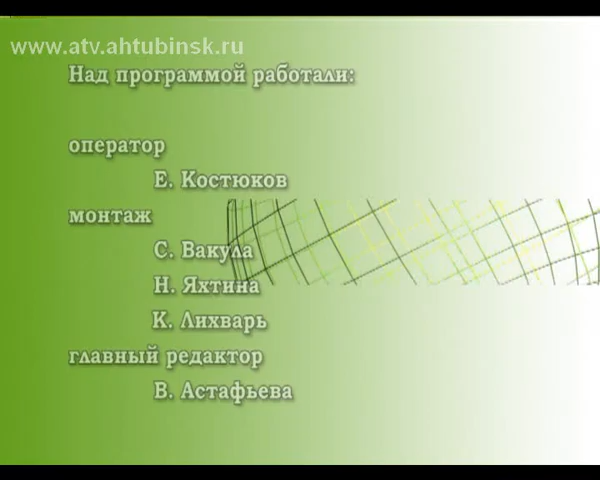 www.atv.ahtubinsk.ru
Над программой работали:
оператор
Е. Костюков
монтаж
С. Вакула
Н. Яхтина
К. Лихварь
главный редактор
В. Астафьева